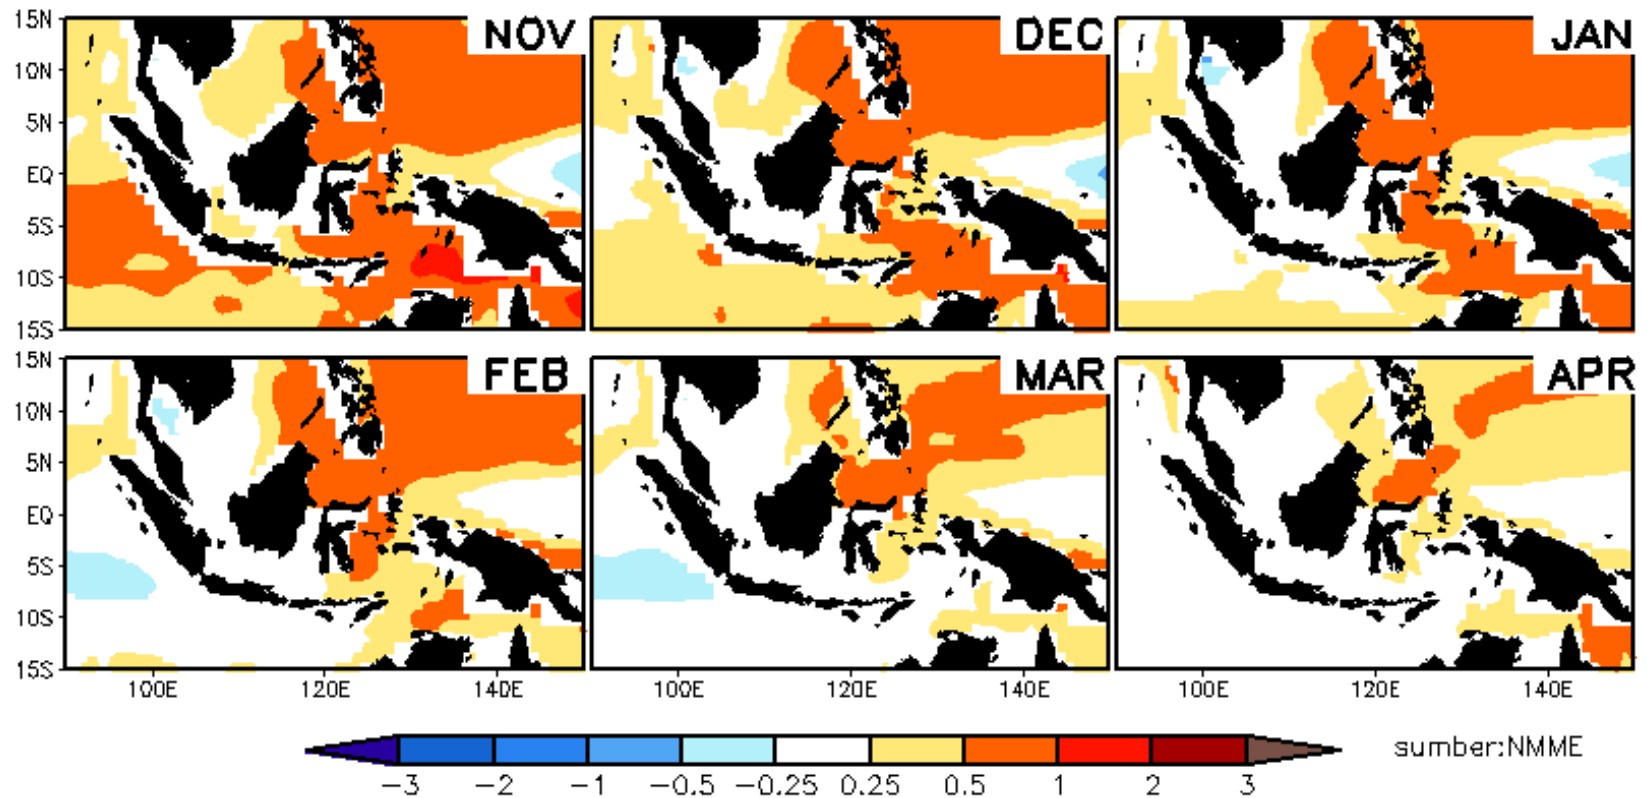 NOV DEC JAN
15N
10N
5N
EQ
5S
10S
15S
FEB MAR APR
15N
10N
5N
EQ
5S
10S
15S
100E 120E 140E 100E 120E 140E 100E 120E 140E
-3 -2 -1 -0.5 -0.25 0.25 0.5 1 2 3
sumber:NMME